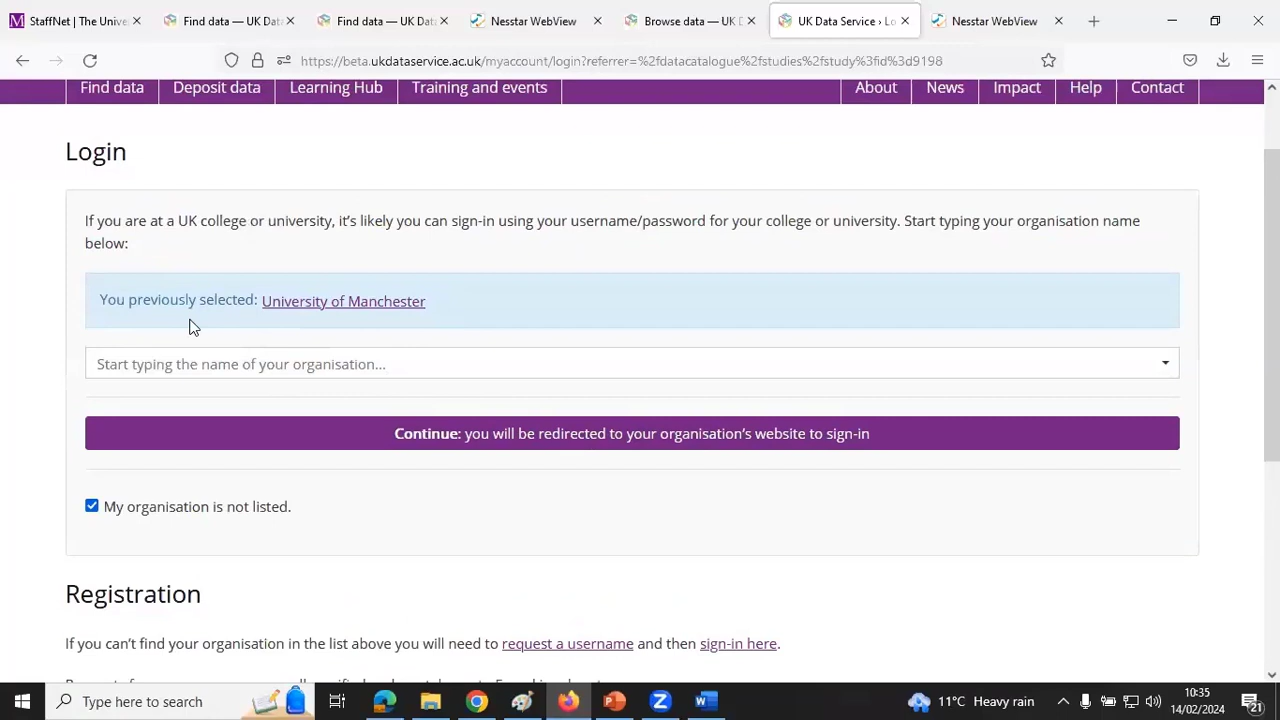 StaffNet | The Unive
Find data — UK Data
Find data — UK Data
Nesstar WebView
Browse data — UK D
UK Data Service › Lo
Nesstar WebView
https://beta.ukdataservice.ac.uk/myaccount/login?referrer=%2fdatacatalogue%2fstudies%2fstudy%3fid%3d9198
Find data
Deposit data
Learning Hub
Training and events
About
News
Impact
Help
Contact
Login
If you are at a UK college or university, it's likely you can sign-in using your username/password for your college or university. Start typing your organisation name
below:
You previously selected: University of Manchester
Start typing the name of your organisation...
Continue: you will be redirected to your organisation's website to sign-in
My organisation is not listed.
Registration
If you can't find your organisation in the list above you will need to request a username and then sign-in here.
Type here to search
11°C Heavy rain
10:35
14/02/2024
21